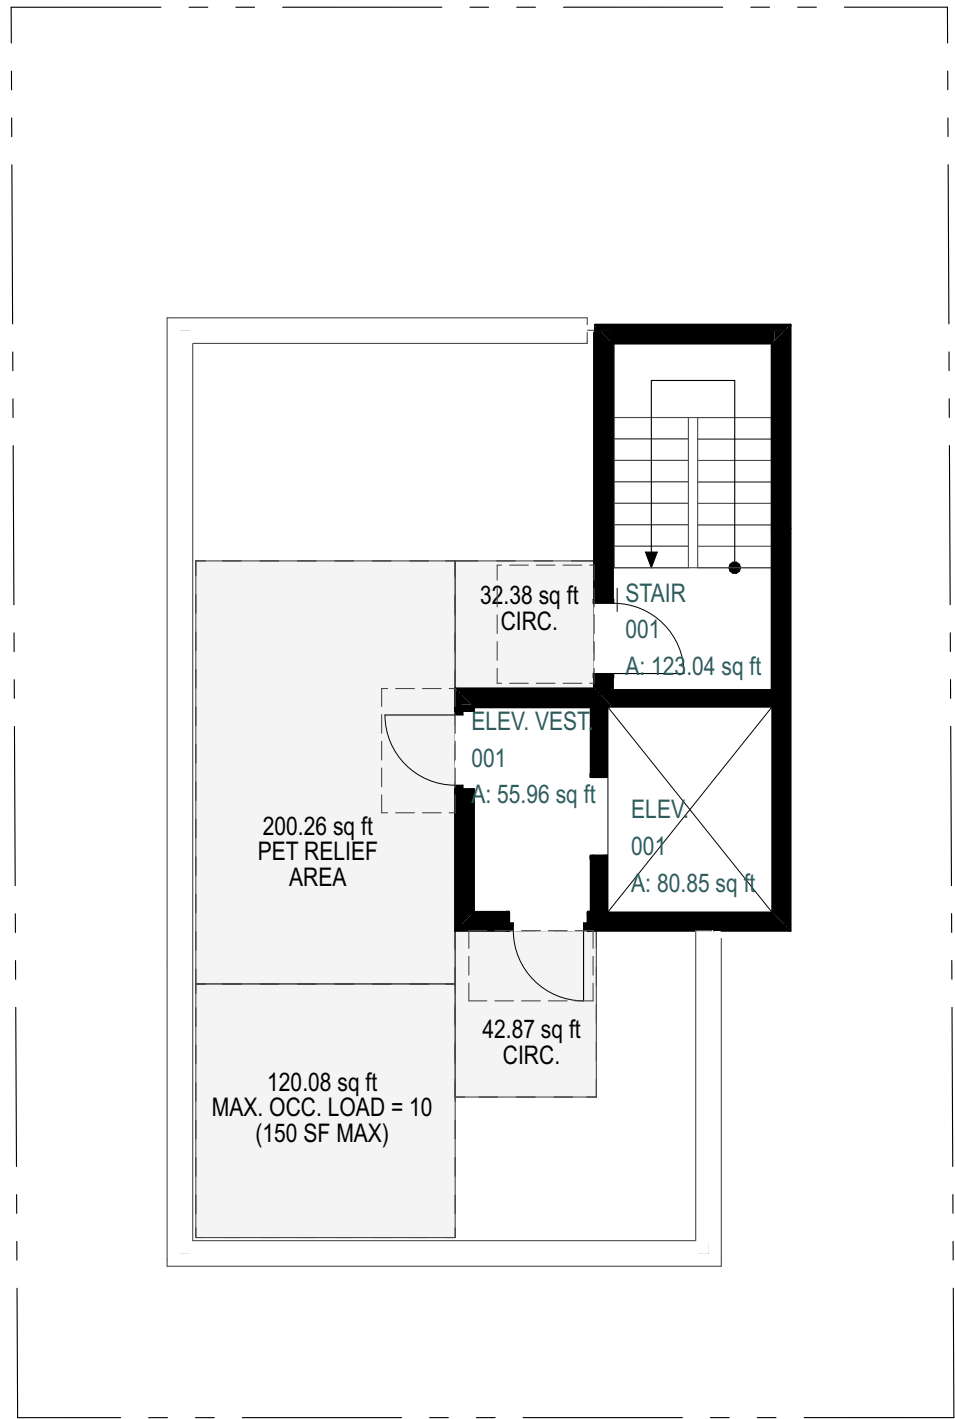 32.38 sq ft
CIRC.
STAIR
001
A: 123.04 sq ft
ELEV. VEST.
001
A: 55.96 sq ft
ELEV.
001
A: 80.85 sq ft
200.26 sq ft
PET RELIEF
AREA
42.87 sq ft
CIRC.
120.08 sq ft
MAX. OCC. LOAD = 10
(150 SF MAX)